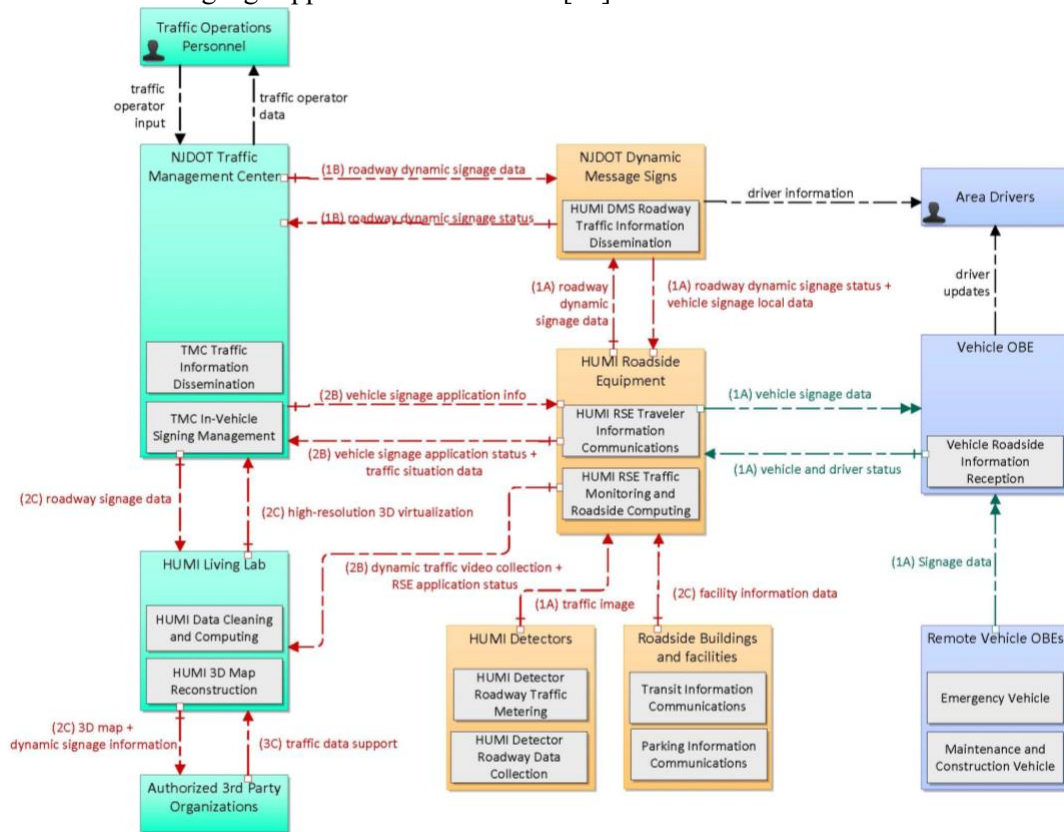 Traffic Operations
Personnel
traffic
operator
input
traffic operator
data
NJDOT Traffic
Management Center
(1B) roadway dynamic signage data
(1B) roadway dynamic signage status
NJDOT Dynamic
Message Signs
HUMI DMS Roadway
Traffic Information
Dissemination
driver information
Area Drivers
(1A) roadway
dynamic
signage data
(1A) roadway dynamic signage status +
vehicle signage local data
driver
updates
TMC Traffic
Information
Dissemination
TMC In-Vehicle
Signing Management
(2B) vehicle signage application info
(2B) vehicle signage application status +
traffic situation data
HUMI Roadside
Equipment
HUMI RSE Traveler
Information
Communications
HUMI RSE Traffic
Monitoring and
Roadside Computing
(1A) vehicle signage data
(1A) vehicle and driver status
Vehicle OBE
Vehicle Roadside
Information
Reception
(2C) roadway signage data
(2C) high-resolution 3D virtualization
(2B) dynamic traffic video collection +
RSE application status
(1A) traffic image
(2C) facility information data
(1A) Signage data
HUMI Living Lab
HUMI Data Cleaning
and Computing
HUMI 3D Map
Reconstruction
HUMI Detectors
HUMI Detector
Roadway Traffic
Metering
HUMI Detector
Roadway Data
Collection
Roadside Buildings
and facilities
Transit Information
Communications
Parking Information
Communications
Remote Vehicle OBEs
Emergency Vehicle
Maintenance and
Construction Vehicle
(2C) 3D map +
dynamic signage information
(3C) traffic data support
Authorized 3rd Party
Organizations